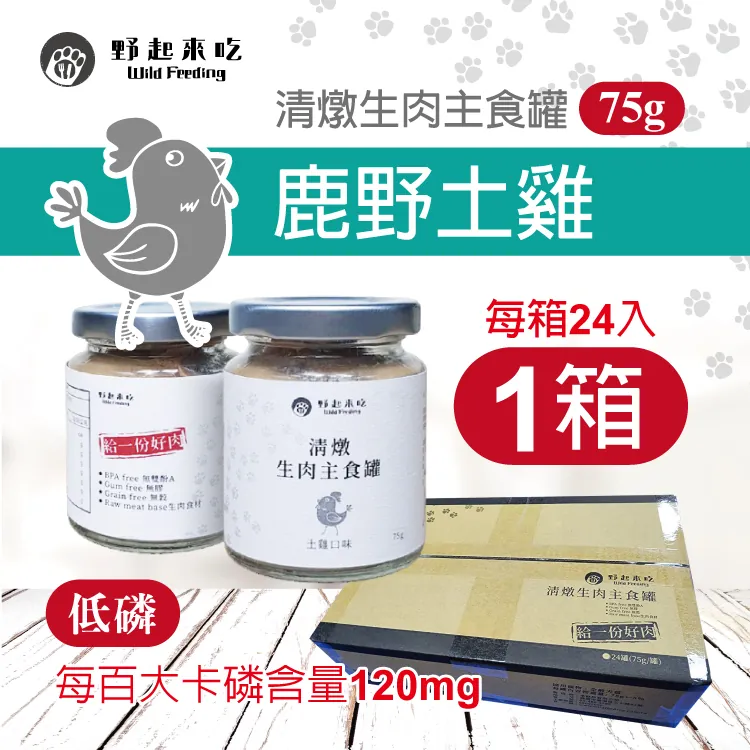 野起來吃
Wild Feeding
清燉生肉主食罐 75g
鹿野土雞
每箱24入
1箱
給一份好肉
• BPA free 無雙酚A
• Gum free 無膠
• Grain free 無穀
• Raw meat base生肉食材
野起來吃
Wild Feeding
清燉
生肉主食罐
土雞口味
75g
野起來吃
Wild Feeding
清燉生肉主食罐
給一份好肉
24罐(75g/罐)
低磷
每百大卡磷含量120mg